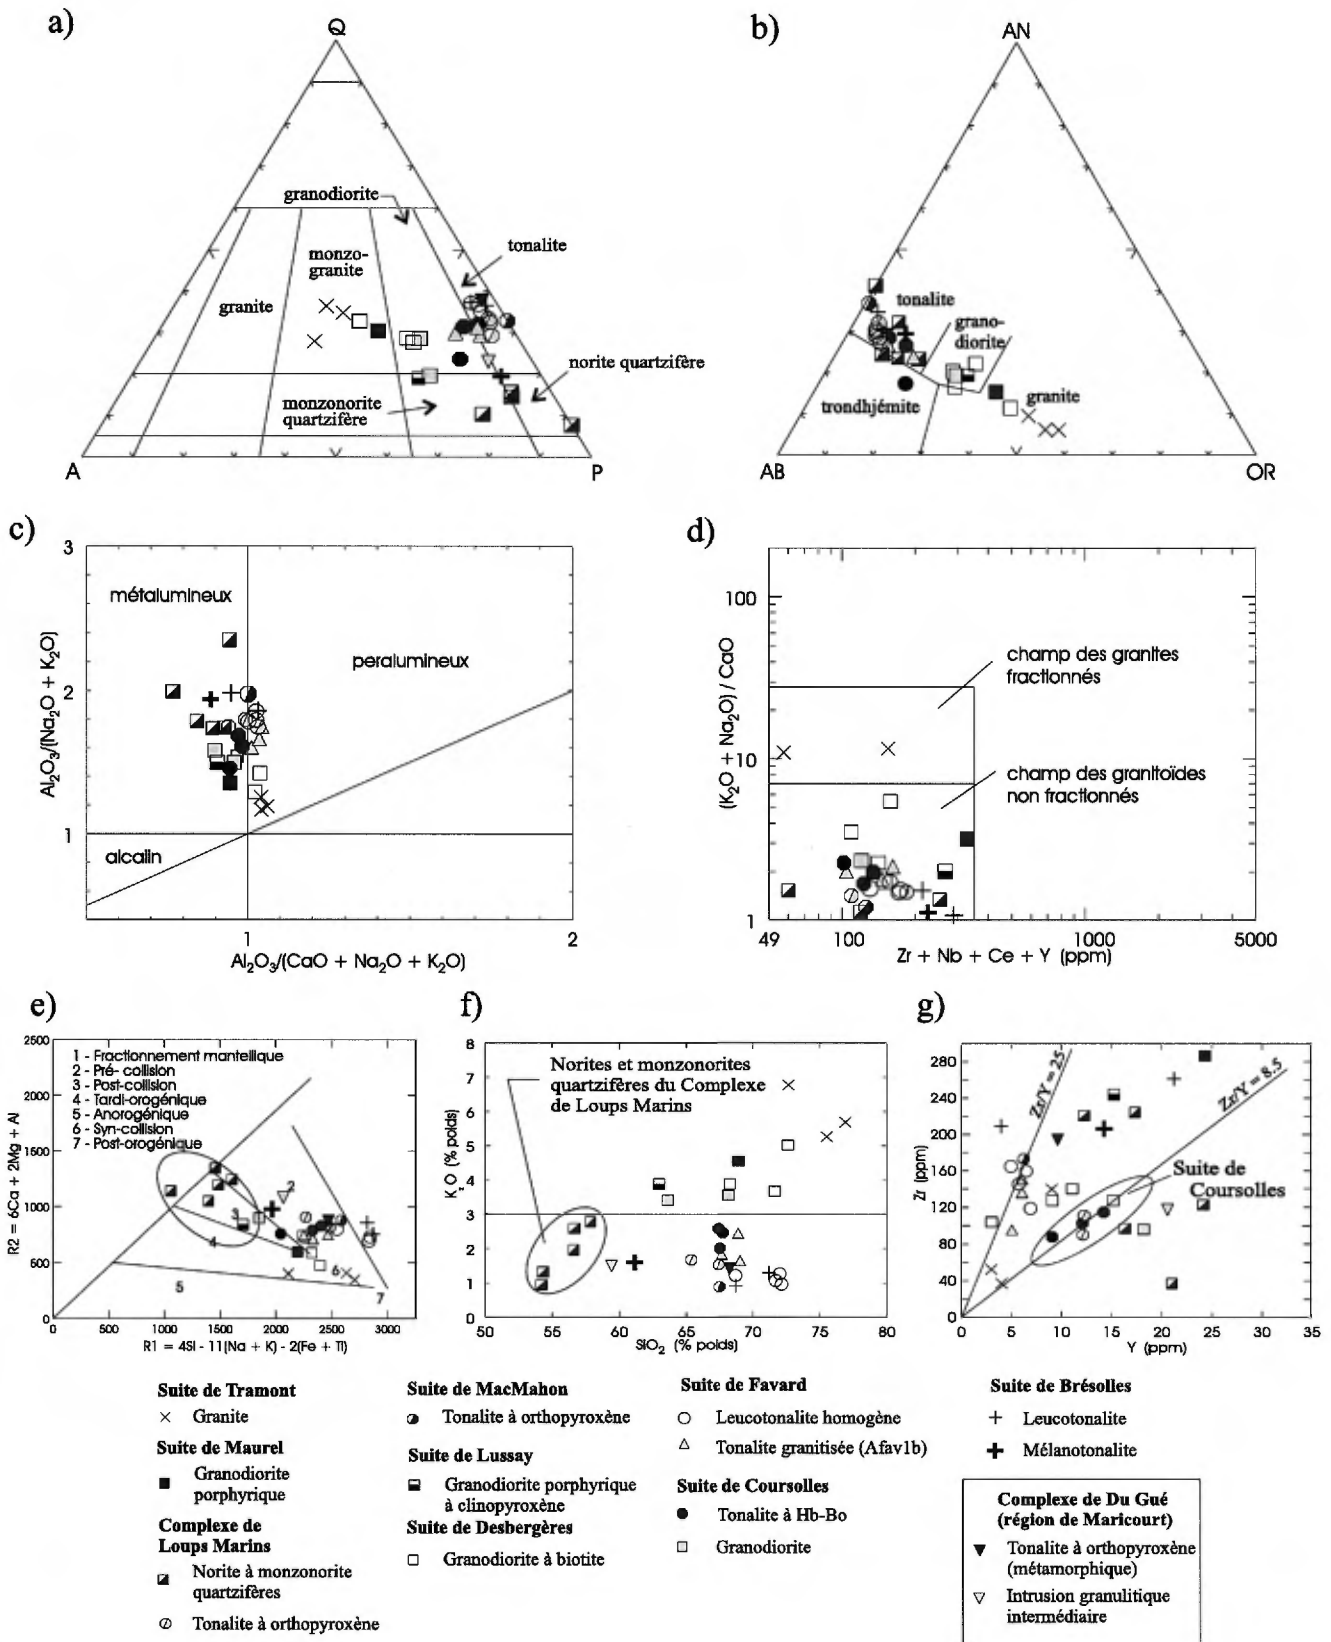 a)
Q
granodiorite
tonalite
monzo-
granite
granite
norite quartzifère
monzonorite
quartzifère
A
P
b)
AN
tonalite
grano-
diorite
trondhjémite
granite
AB
OR
c)
3
métalumineux
peralumineux
2
1
alcalin
1
2
Al₂O₃/(Na₂O + K₂O)
Al₂O₃/(CaO + Na₂O + K₂O)
d)
100
champ des granites
fractionnés
10
champ des granitoïdes
non fractionnés
1
49
100
1000
5000
(K₂O + Na₂O) / CaO
Zr + Nb + Ce + Y (ppm)
e)
2500
1 - Fractionnement mantellique
2 - Pré- collision
3 - Post-collision
4 - Tardi-orogénique
5 - Anorogénique
6 - Syn-collision
7 - Post-orogénique
2000
1500
1000
500
0
R2 = 6Ca + 2Mg + Al
2
3
4
5
6
7
0
500
1000
1500
2000
2500
3000
R1 = 4Si - 11(Na + K) - 2(Fe + Ti)
f)
8
7
6
5
4
3
2
1
0
K₂O (% poids)
Norites et monzonorites
quartzifères du Complexe
de Loups Marins
50
55
60
65
70
75
80
SiO₂ (% poids)
g)
280
240
200
160
120
80
40
0
Zr (ppm)
Zr/Y = 25
Zr/Y = 8.5
Suite de
Coursolles
0
5
10
15
20
25
30
35
Y (ppm)
Suite de Tramont
Granite
Suite de Maurel
Granodiorite
porphyrique
Complexe de
Loups Marins
Norite à monzonorite
quartzifères
Tonalite à orthopyroxène
Suite de MacMahon
Tonalite à orthopyroxène
Suite de Lussay
Granodiorite porphyrique
à clinopyroxène
Suite de Desbergères
Granodiorite à biotite
Suite de Favard
Leucotonalite homogène
Tonalite granitisée (Afav1b)
Suite de Coursolles
Tonalite à Hb-Bo
Granodiorite
Suite de Brésolles
Leucotonalite
Mélanotonalite
Complexe de Du Gué
(région de Maricourt)
Tonalite à orthopyroxène
(métamorphique)
Intrusion granulitique
intermédiaire